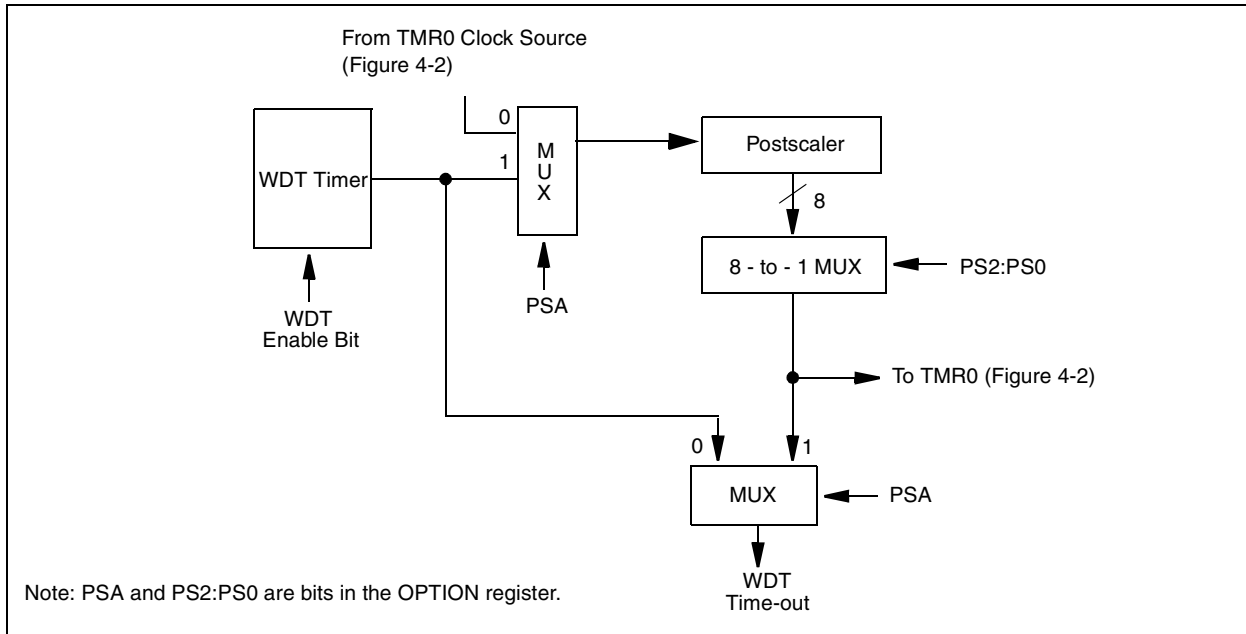 From TMR0 Clock Source
(Figure 4-2)
0
1
M
U
X
WDT Timer
Postscaler
8
8 - to - 1 MUX
PS2:PS0
PSA
WDT
Enable Bit
To TMR0 (Figure 4-2)
0
1
MUX
PSA
WDT
Time-out
Note: PSA and PS2:PS0 are bits in the OPTION register.